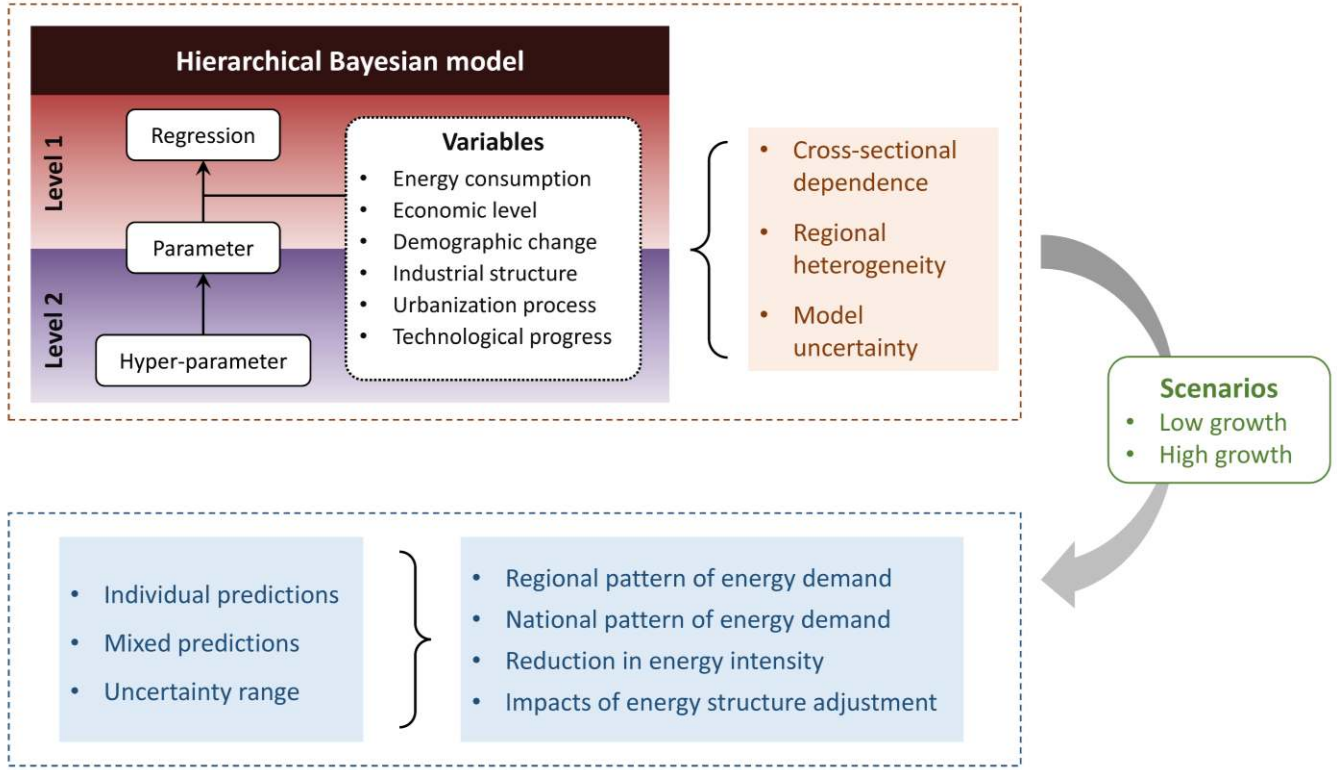 Hierarchical Bayesian model
Level 1
Regression
Parameter
Level 2
Hyper-parameter
Variables
• Energy consumption
• Economic level
• Demographic change
• Industrial structure
• Urbanization process
• Technological progress
• Cross-sectional
dependence
• Regional
heterogeneity
• Model
uncertainty
Scenarios
• Low growth
• High growth
• Individual predictions
• Mixed predictions
• Uncertainty range
• Regional pattern of energy demand
• National pattern of energy demand
• Reduction in energy intensity
• Impacts of energy structure adjustment